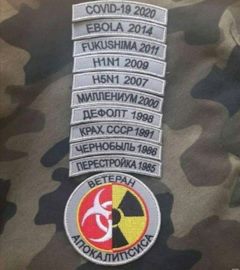 COVID-19 2020
EBOLA 2014
FUKUSHIMA 2011
H1N1 2009
H5N1 2007
МИЛЛЕНИУМ 2000
ДЕФОЛТ 1998
КРАХ СССР 1991
ЧЕРНОБЫЛЬ 1986
ПЕРЕСТРОЙКА 1985
ВЕТЕРАН
АПОКАЛИПСИСА